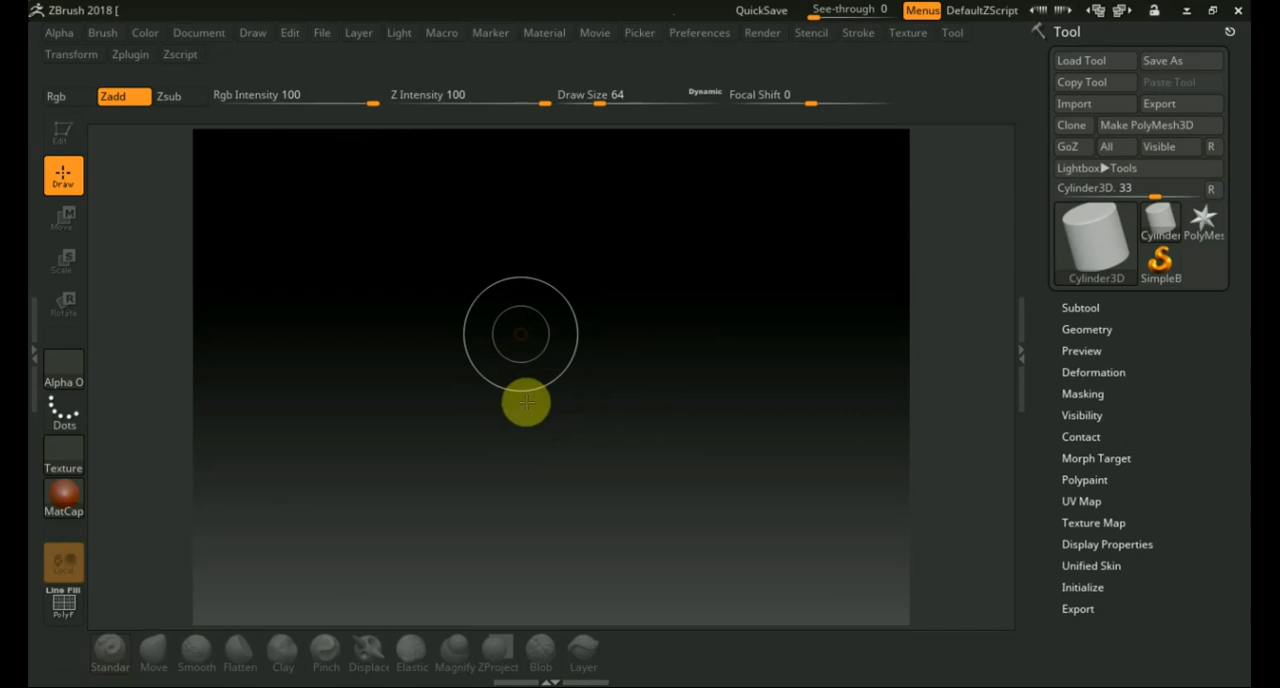 ZBrush 2018 [
QuickSave
See-through 0
Menus
DefaultZScript
Alpha Brush Color Document Draw Edit File Layer Light Macro Marker Material Movie Picker Preferences Render Stencil Stroke Texture Tool
Transform Zplugin Zscript
Rgb Zadd Zsub Rgb Intensity 100 Z Intensity 100 Draw Size 64 Dynamic Focal Shift 0
Edit
Draw
Move
Scale
Rotate
Alpha O
Dots
Texture
MatCap
Local
Line Fill
PolyF
Standar Move Smooth Flatten Clay Pinch Displace Elastic Magnify ZProject Blob Layer
Tool
Load Tool Save As
Copy Tool Paste Tool
Import Export
Clone Make PolyMesh3D
GoZ All Visible R
Lightbox▶Tools
Cylinder3D. 33 R
Cylinder PolyMes
Cylinder3D SimpleB
Subtool
Geometry
Preview
Deformation
Masking
Visibility
Contact
Morph Target
Polypaint
UV Map
Texture Map
Display Properties
Unified Skin
Initialize
Export